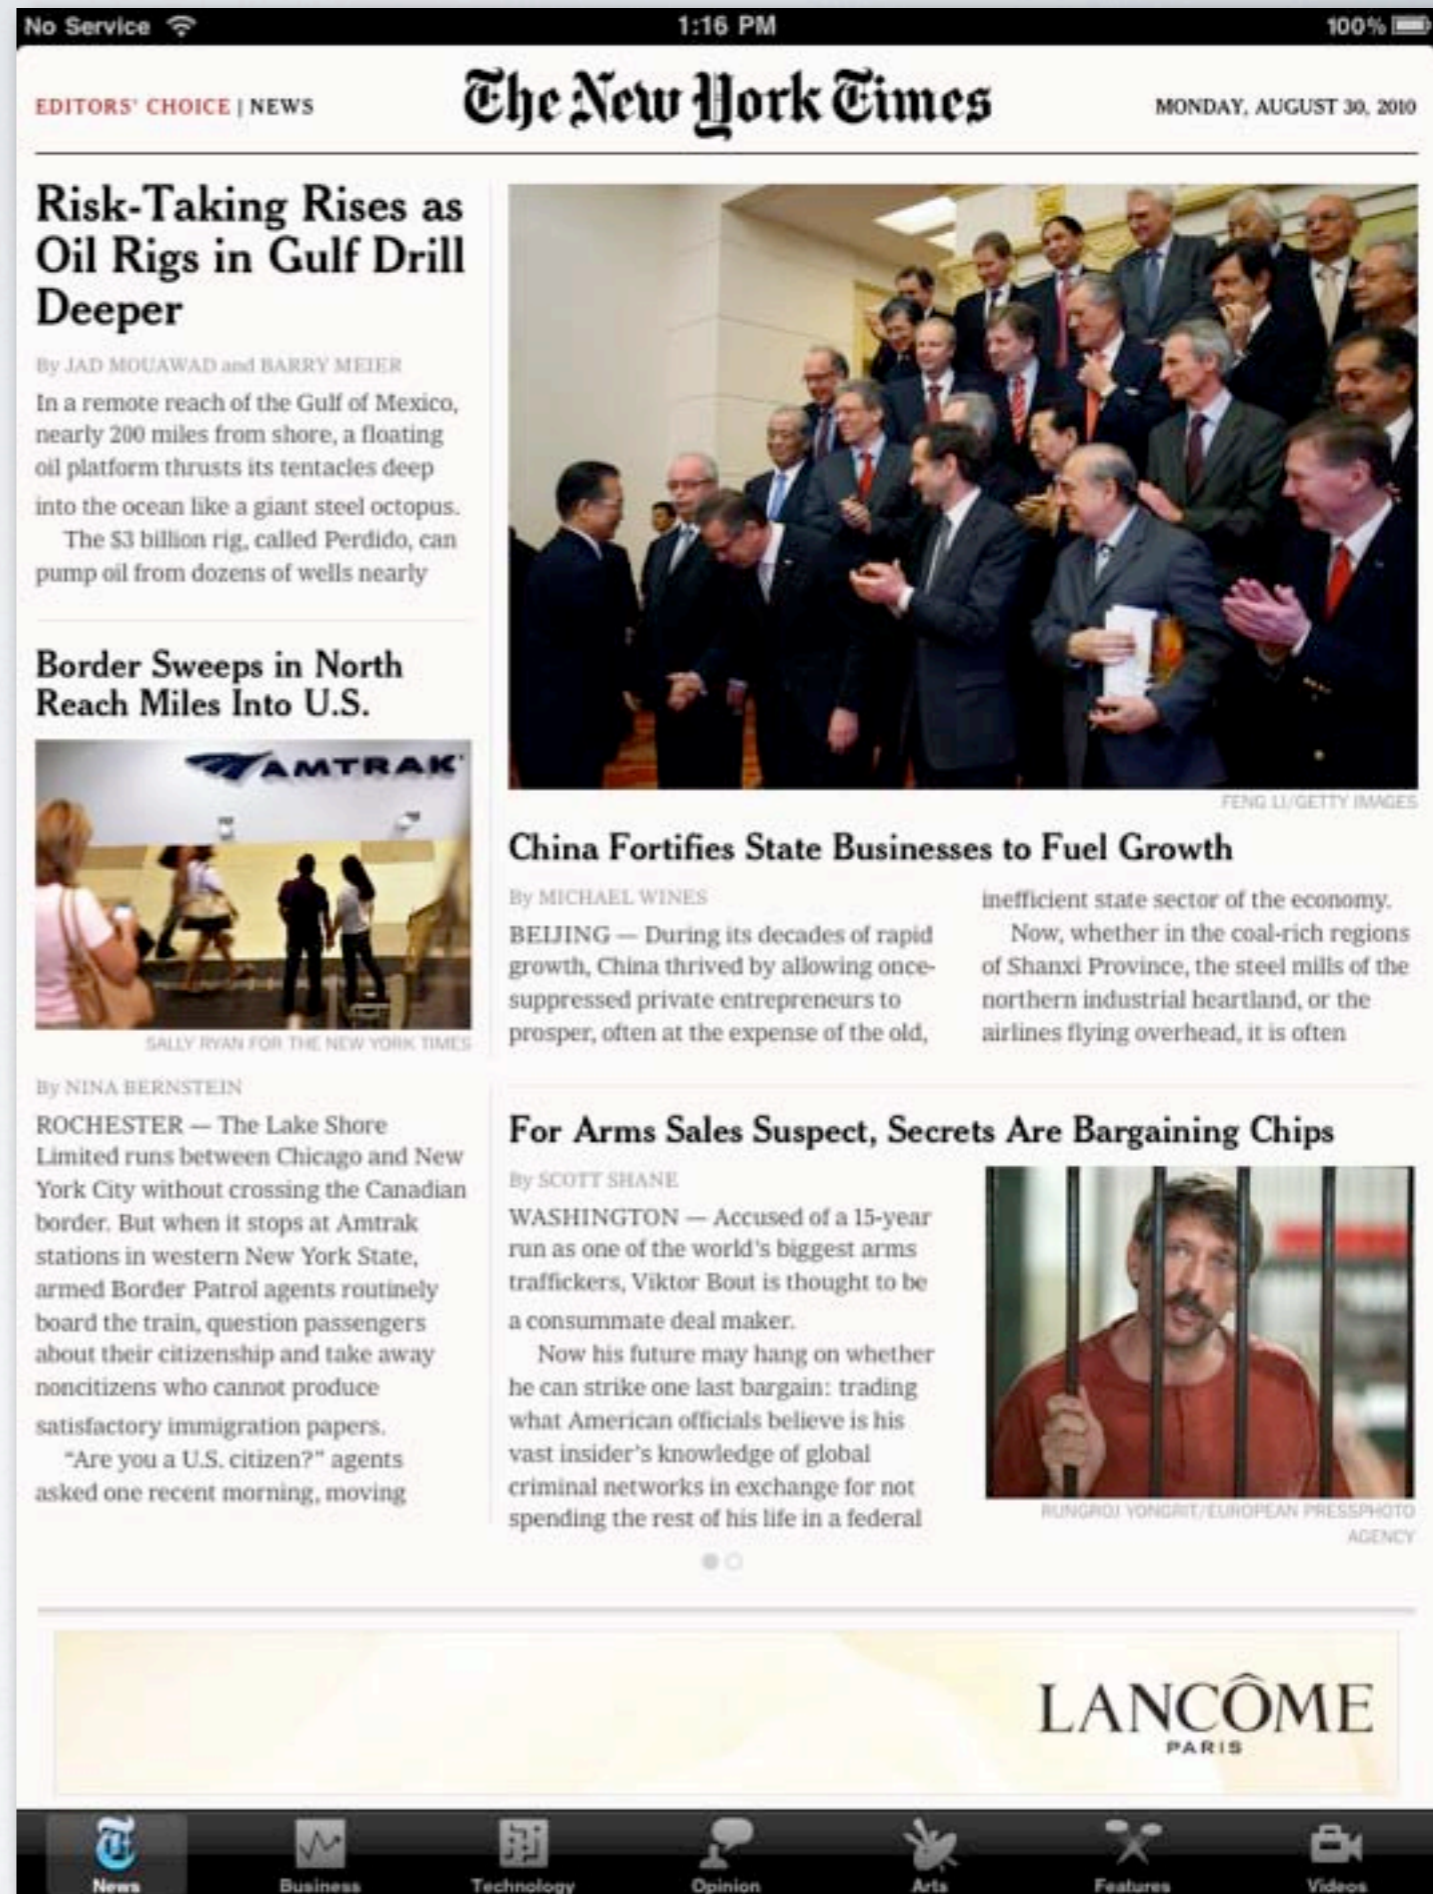 No Service
1:16 PM
100%
EDITORS' CHOICE | NEWS
The New York Times
MONDAY, AUGUST 30, 2010
Risk-Taking Rises as
Oil Rigs in Gulf Drill
Deeper
By JAD MOUAWAD and BARRY MEIER
In a remote reach of the Gulf of Mexico,
nearly 200 miles from shore, a floating
oil platform thrusts its tentacles deep
into the ocean like a giant steel octopus.
The $3 billion rig, called Perdido, can
pump oil from dozens of wells nearly
Border Sweeps in North
Reach Miles Into U.S.
AMTRAK
SALLY RYAN FOR THE NEW YORK TIMES
By NINA BERNSTEIN
ROCHESTER — The Lake Shore
Limited runs between Chicago and New
York City without crossing the Canadian
border. But when it stops at Amtrak
stations in western New York State,
armed Border Patrol agents routinely
board the train, question passengers
about their citizenship and take away
noncitizens who cannot produce
satisfactory immigration papers.
“Are you a U.S. citizen?” agents
asked one recent morning, moving
FENG LI/GETTY IMAGES
China Fortifies State Businesses to Fuel Growth
By MICHAEL WINES
BEIJING — During its decades of rapid
growth, China thrived by allowing once-
suppressed private entrepreneurs to
prosper, often at the expense of the old,
inefficient state sector of the economy.
Now, whether in the coal-rich regions
of Shanxi Province, the steel mills of the
northern industrial heartland, or the
airlines flying overhead, it is often
For Arms Sales Suspect, Secrets Are Bargaining Chips
By SCOTT SHANE
WASHINGTON — Accused of a 15-year
run as one of the world's biggest arms
traffickers, Viktor Bout is thought to be
a consummate deal maker.
Now his future may hang on whether
he can strike one last bargain: trading
what American officials believe is his
vast insider's knowledge of global
criminal networks in exchange for not
spending the rest of his life in a federal
RUNGROJ YONGRIT/EUROPEAN PRESSPHOTO
AGENCY
LANCÔME
PARIS
News
Business
Technology
Opinion
Arts
Features
Videos